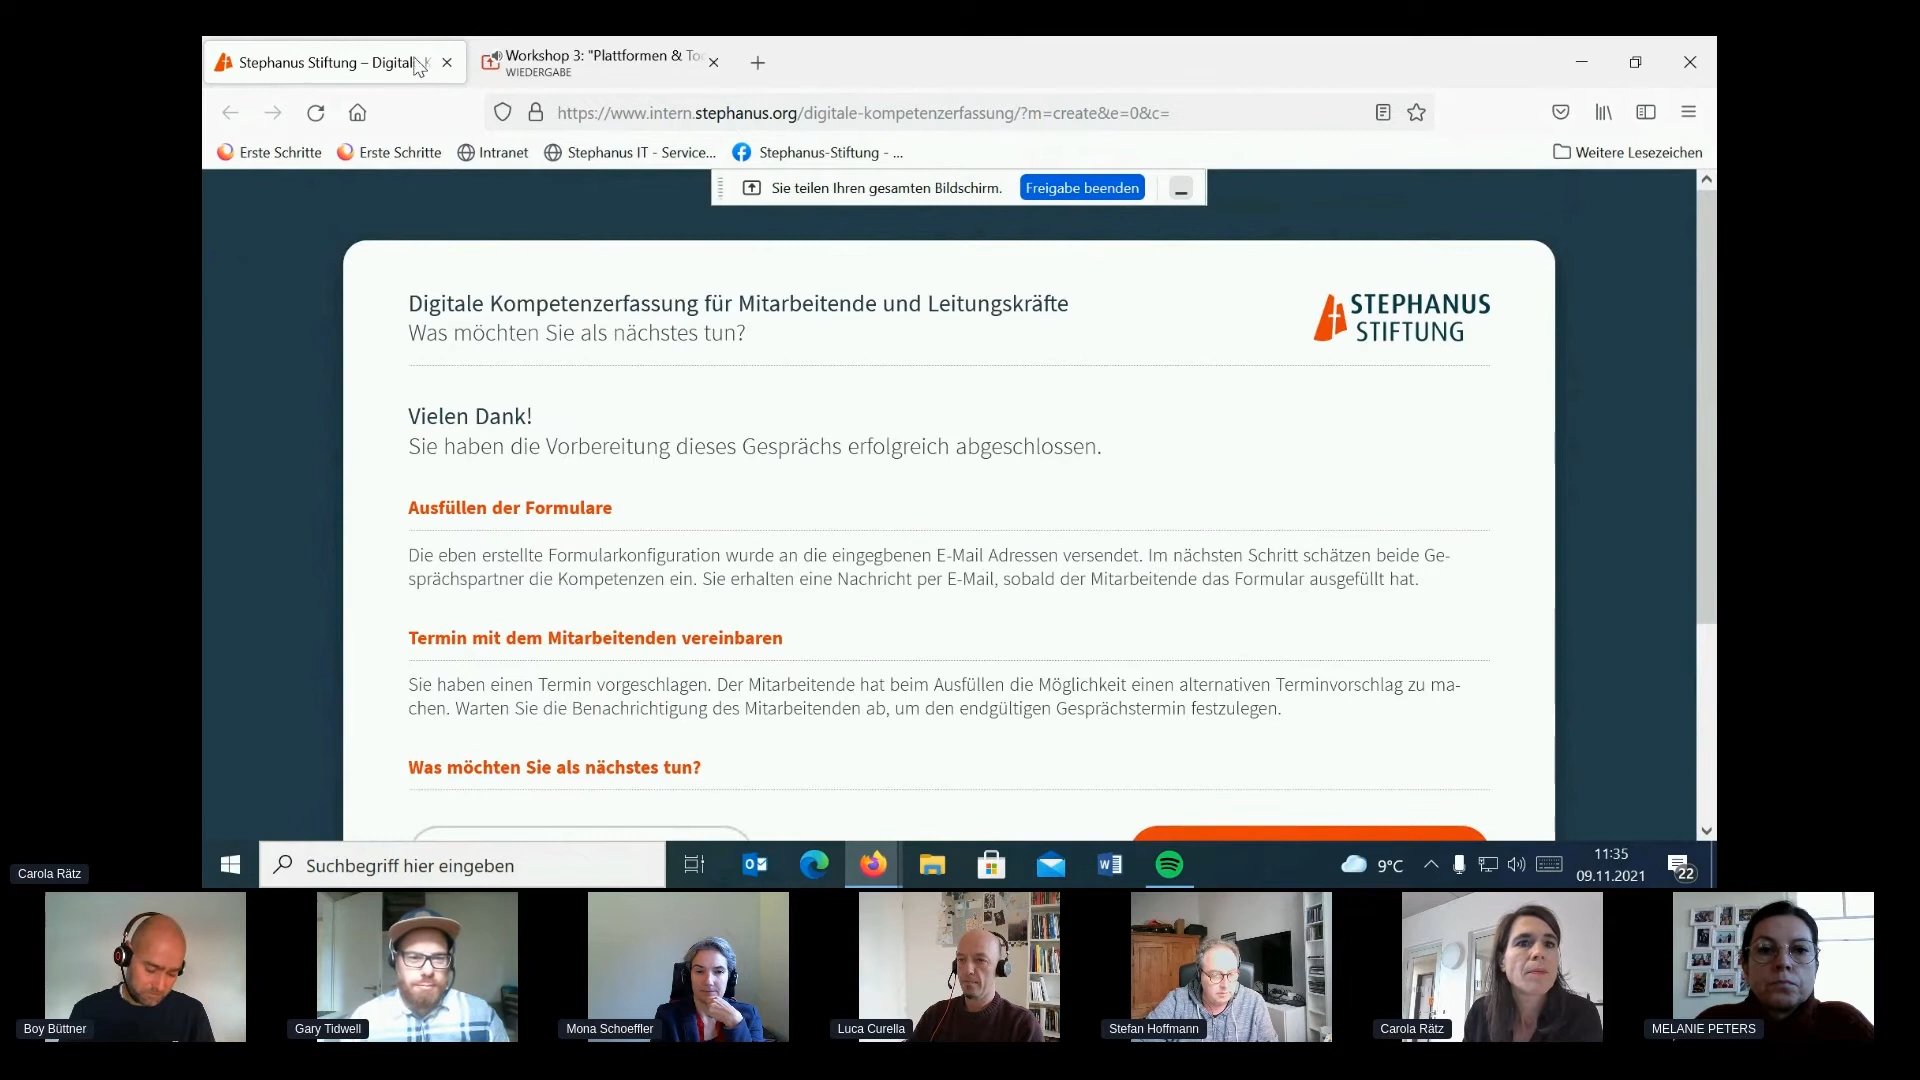 Stephanus Stiftung – Digitale K
Workshop 3: "Plattformen & To
WIEDERGABE
https://www.intern.stephanus.org/digitale-kompetenzerfassung/?m=create&e=0&c=
Erste Schritte
Erste Schritte
Intranet
Stephanus IT - Service...
Stephanus-Stiftung - ...
Weitere Lesezeichen
Sie teilen Ihren gesamten Bildschirm.
Freigabe beenden
Digitale Kompetenzerfassung für Mitarbeitende und Leitungskräfte
Was möchten Sie als nächstes tun?
STEPHANUS
STIFTUNG
Vielen Dank!
Sie haben die Vorbereitung dieses Gesprächs erfolgreich abgeschlossen.
Ausfüllen der Formulare
Die eben erstellte Formularkonfiguration wurde an die eingegbenen E-Mail Adressen versendet. Im nächsten Schritt schätzen beide Ge-
sprächspartner die Kompetenzen ein. Sie erhalten eine Nachricht per E-Mail, sobald der Mitarbeitende das Formular ausgefüllt hat.
Termin mit dem Mitarbeitenden vereinbaren
Sie haben einen Termin vorgeschlagen. Der Mitarbeitende hat beim Ausfüllen die Möglichkeit einen alternativen Terminvorschlag zu ma-
chen. Warten Sie die Benachrichtigung des Mitarbeitenden ab, um den endgültigen Gesprächstermin festzulegen.
Was möchten Sie als nächstes tun?
Suchbegriff hier eingeben
9°C
11:35
09.11.2021
22
Carola Rätz
Boy Büttner
Gary Tidwell
Mona Schoeffler
Luca Curella
Stefan Hoffmann
Carola Rätz
MELANIE PETERS